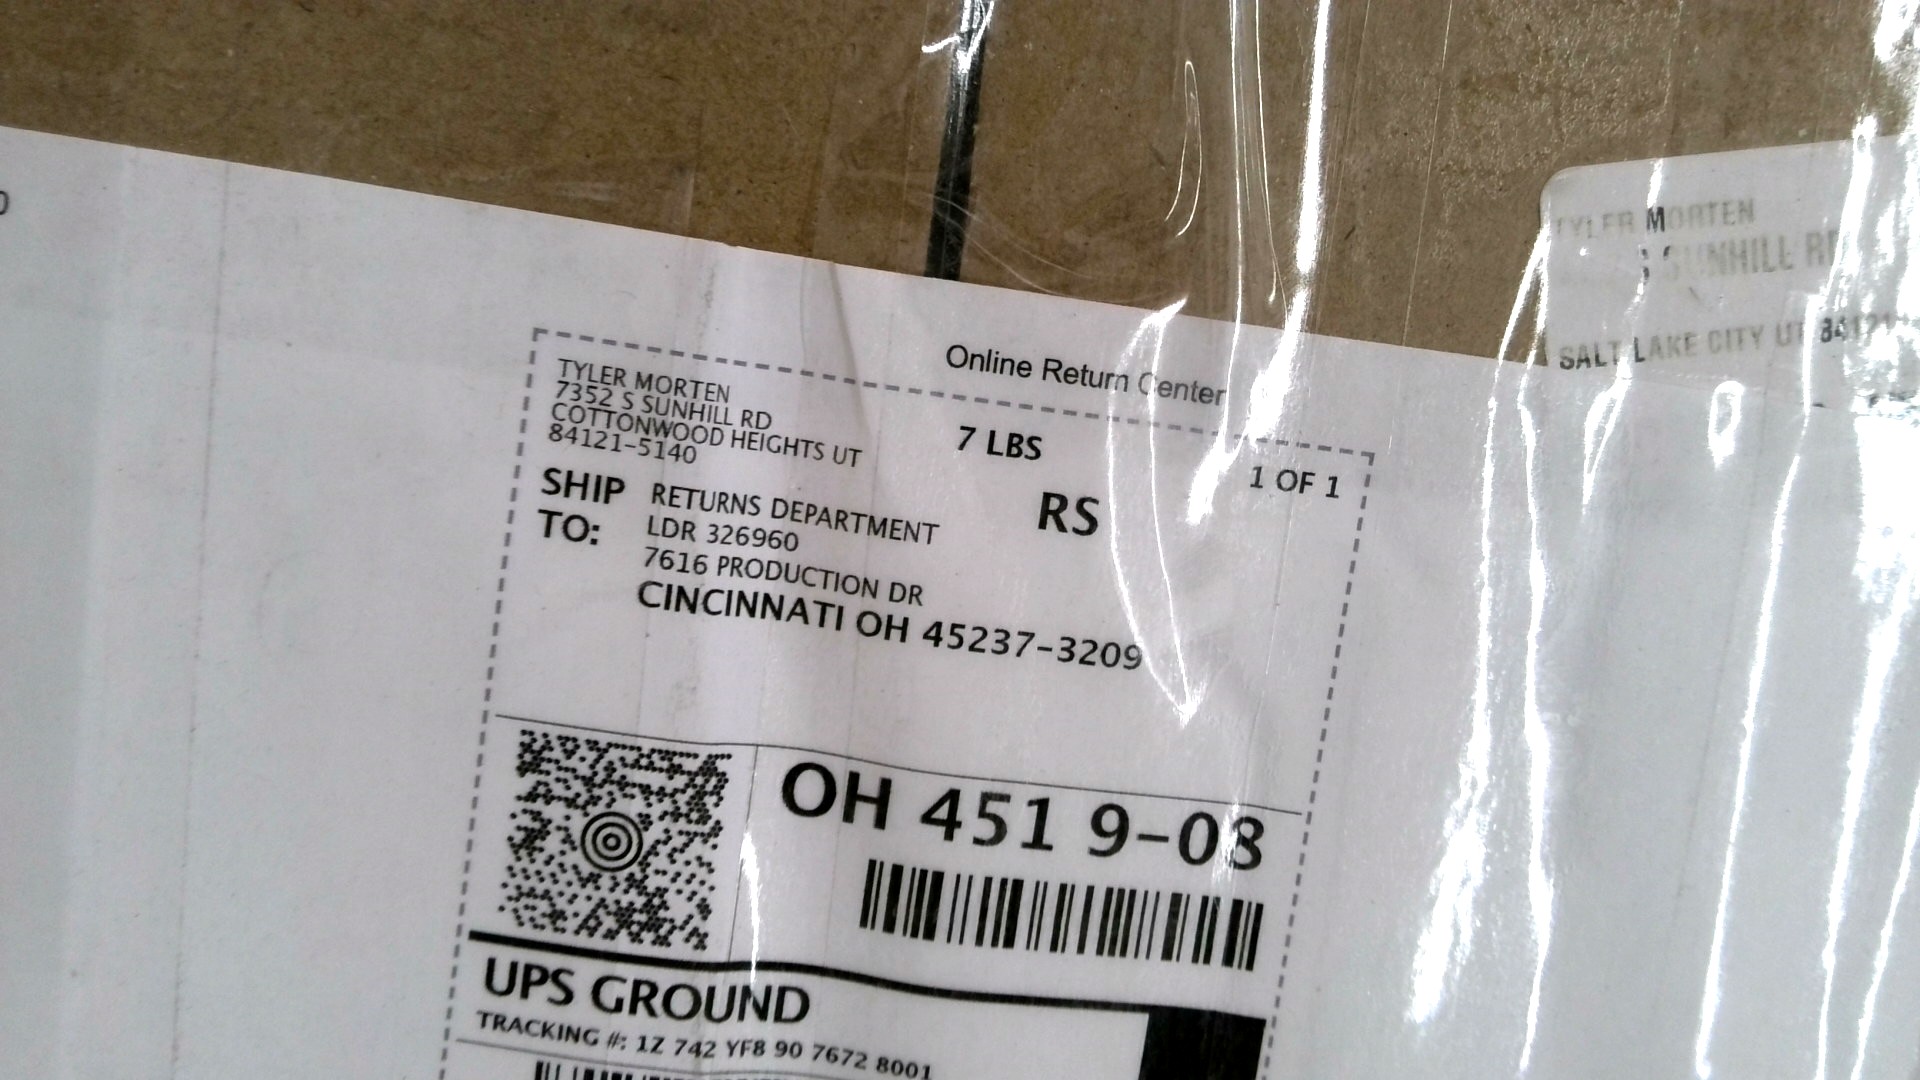 TYLER MORTEN
SUNHILL RD
SALT LAKE CITY UT 84121
Online Return Center
TYLER MORTEN
7352 S SUNHILL RD
COTTONWOOD HEIGHTS UT
84121-5140
7 LBS
1 OF 1
RS
SHIP TO:
RETURNS DEPARTMENT
LDR 326960
7616 PRODUCTION DR
CINCINNATI OH 45237-3209
OH 451 9-03
UPS GROUND
TRACKING #: 1Z 742 YF8 90 7672 8001